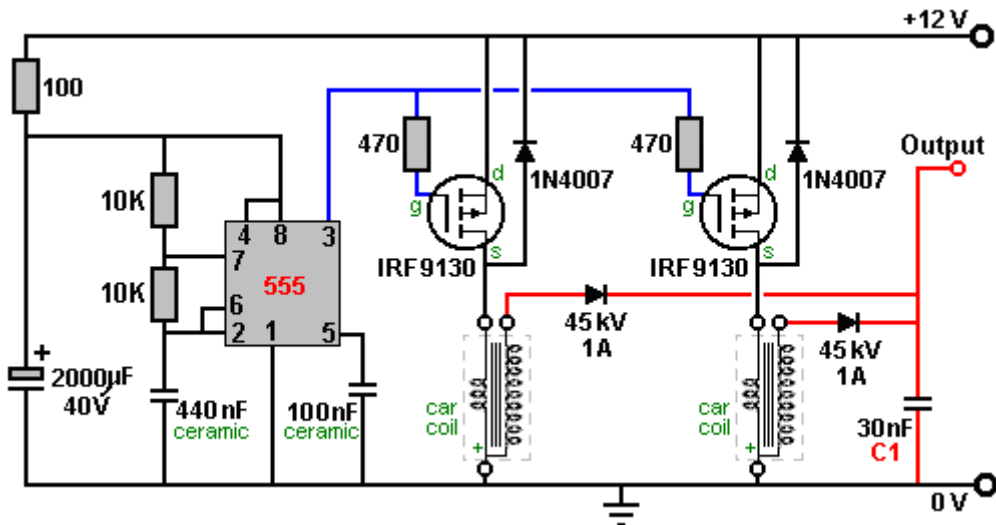 +12 V
100
470
470
Output
d
1N4007
d
1N4007
10K
g
g
4 8 3
7
s
s
IRF9130
IRF9130
10K
555
6
2 1 5
45 kV
1A
45 kV
1A
+
2000µF
40V
440 nF
ceramic
100nF
ceramic
car
coil
+
car
coil
+
30nF
C1
0 V